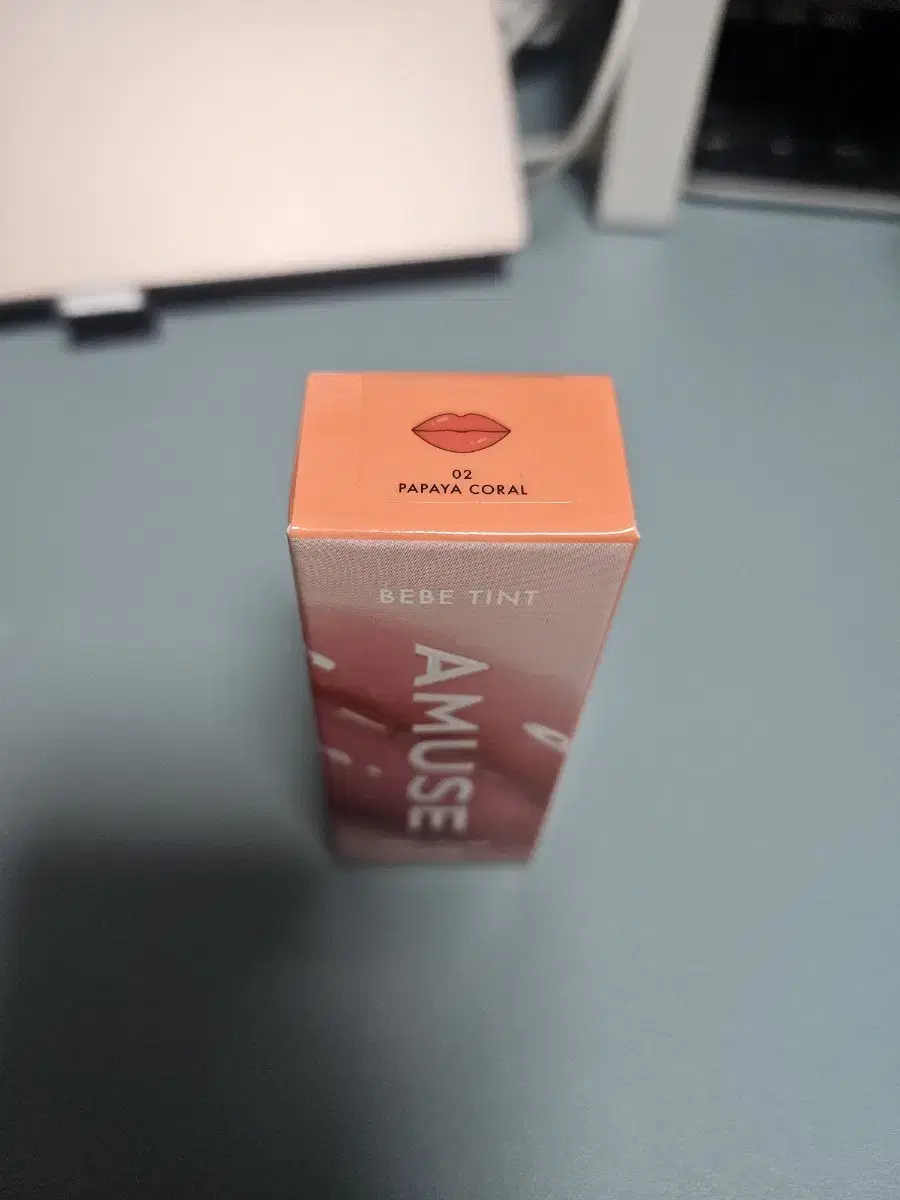 02
PAPAYA CORAL
BEBE TINT
AMUSE